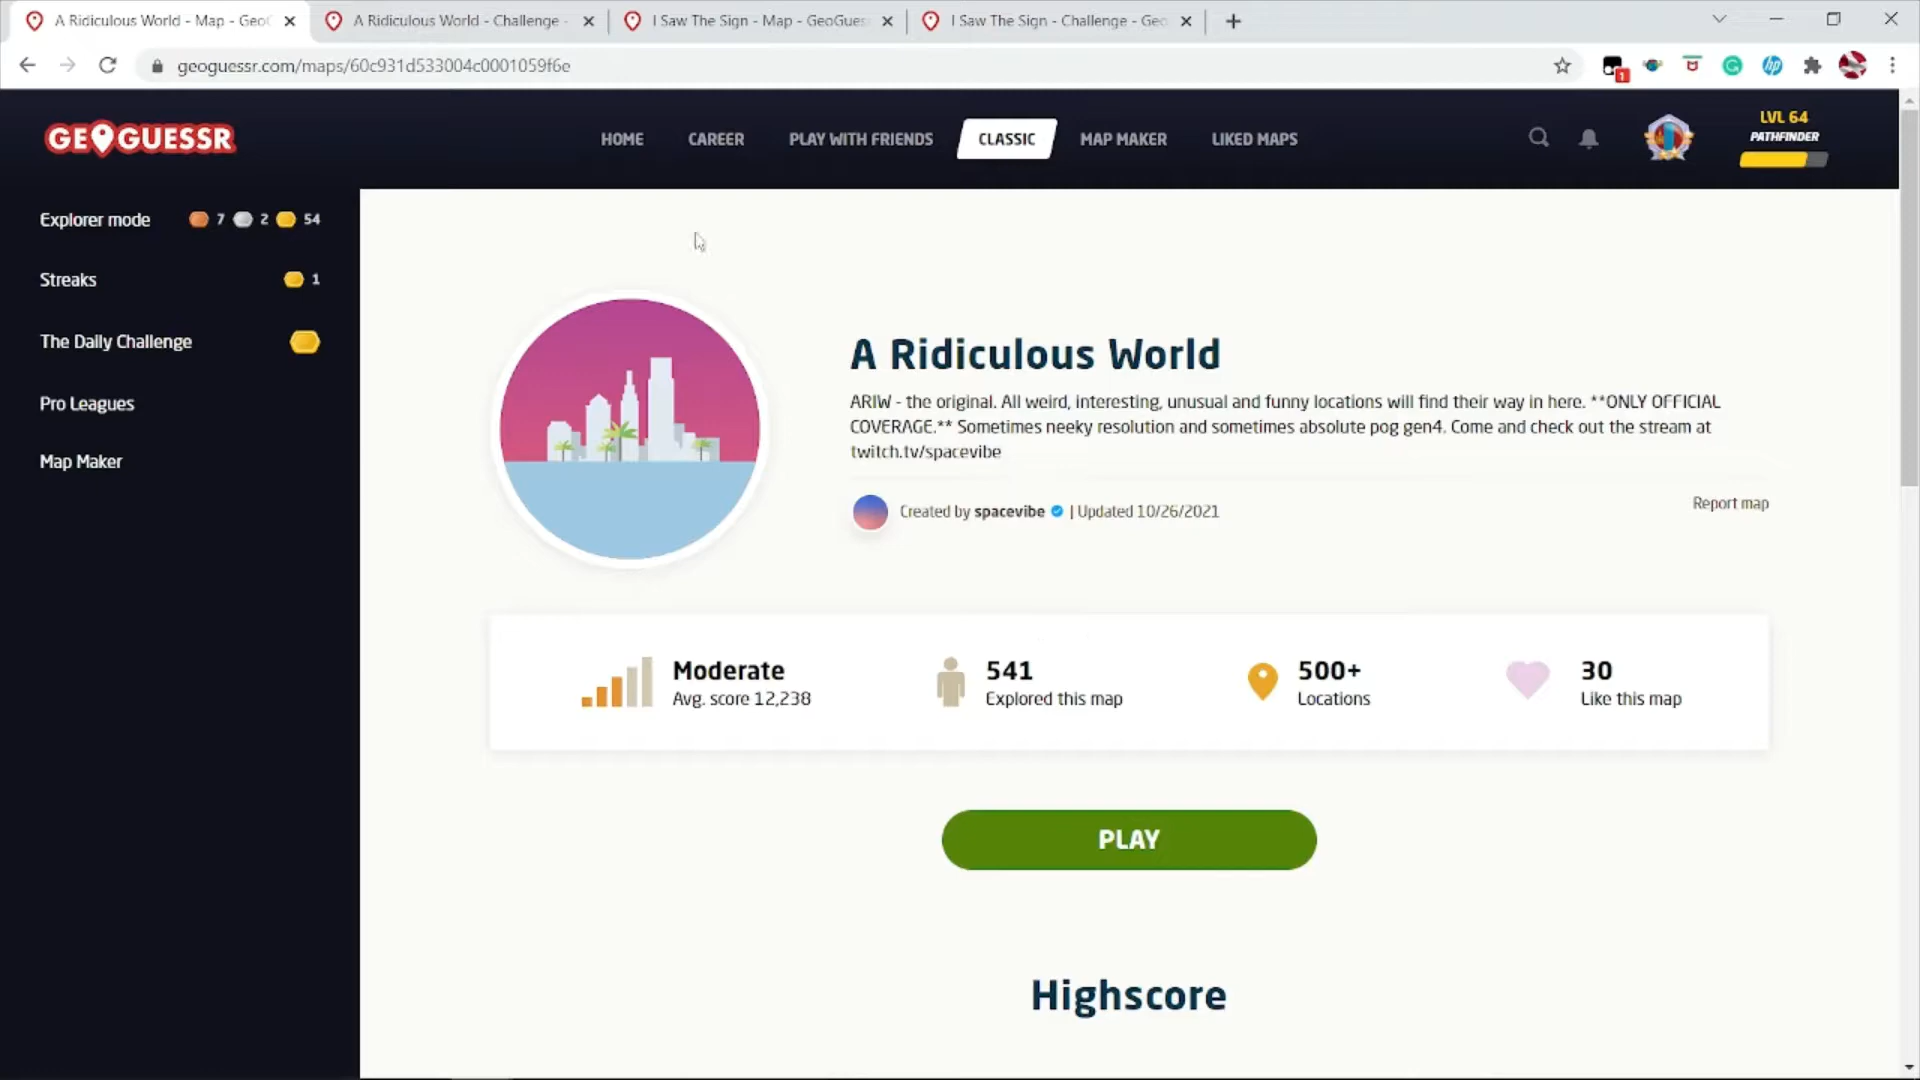 A Ridiculous World - Map - Geo
A Ridiculous World - Challenge -
I Saw The Sign - Map - GeoGues
I Saw The Sign - Challenge - Geo
geoguessr.com/maps/60c931d533004c0001059f6e
1
GEOGUESSR
HOME
CAREER
PLAY WITH FRIENDS
CLASSIC
MAP MAKER
LIKED MAPS
LVL 64
PATHFINDER
Explorer mode 7 2 54
Streaks 1
The Daily Challenge
Pro Leagues
Map Maker
A Ridiculous World
ARIW - the original. All weird, interesting, unusual and funny locations will find their way in here. **ONLY OFFICIAL
COVERAGE.** Sometimes neeky resolution and sometimes absolute pog gen4. Come and check out the stream at
twitch.tv/spacevibe
Created by spacevibe | Updated 10/26/2021
Report map
Moderate
Avg. score 12,238
541
Explored this map
500+
Locations
30
Like this map
PLAY
Highscore